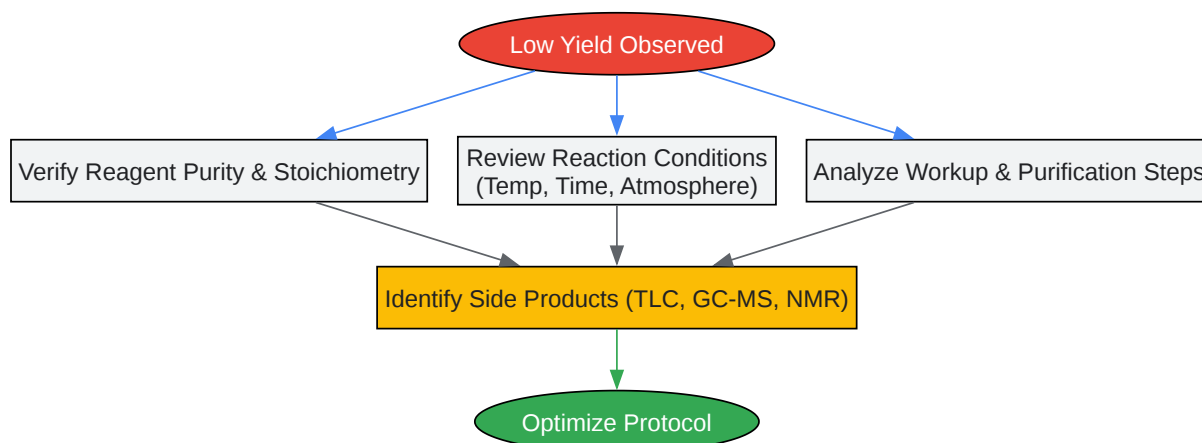 Low Yield Observed
Verify Reagent Purity & Stoichiometry
Review Reaction Conditions
(Temp, Time, Atmosphere)
Analyze Workup & Purification Steps
Identify Side Products (TLC, GC-MS, NMR)
Optimize Protocol